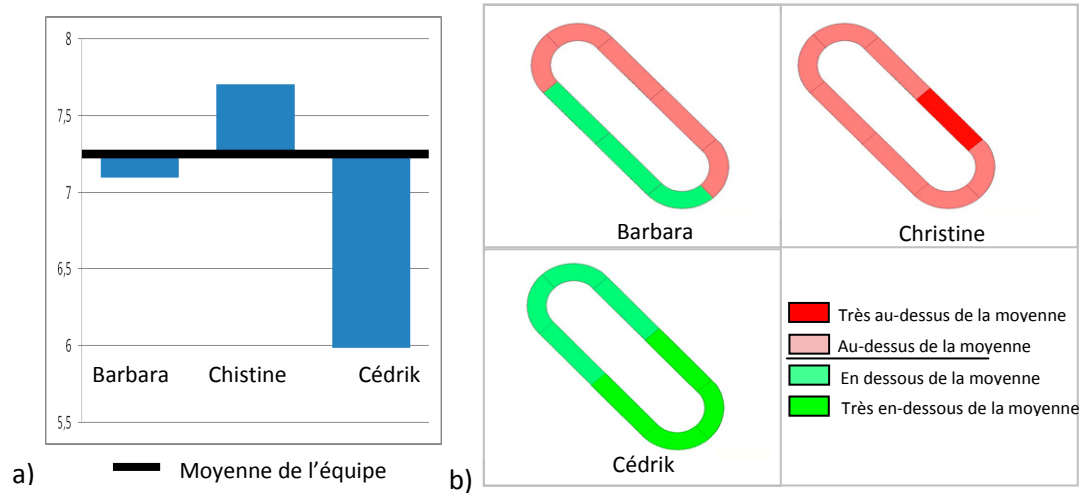 8
7,5
7
6,5
6
5,5
Barbara
Chistine
Cédrik
a)
Moyenne de l'équipe
b)
Barbara
Christine
Cédrik
Très au-dessus de la moyenne
Au-dessus de la moyenne
En dessous de la moyenne
Très en-dessous de la moyenne